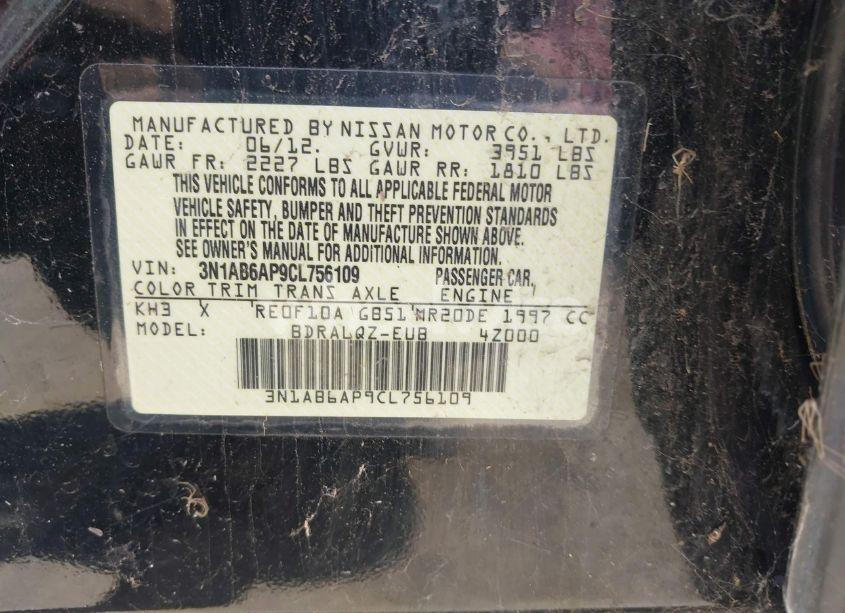 MANUFACTURED BY NISSAN MOTOR CO., LTD.
DATE: 06/12. GVWR: 3951 LBS
GAWR FR: 2227 LBS GAWR RR: 1810 LBS
THIS VEHICLE CONFORMS TO ALL APPLICABLE FEDERAL MOTOR
VEHICLE SAFETY, BUMPER AND THEFT PREVENTION STANDARDS
IN EFFECT ON THE DATE OF MANUFACTURE SHOWN ABOVE.
SEE OWNER'S MANUAL FOR ADDITIONAL INFORMATION.
VIN: 3N1AB6AP9CL756109 PASSENGER CAR,
COLOR TRIM TRANS AXLE ENGINE
KH3 X RE0F10A GB51 MR20DE 1997 CC
MODEL: BDRALQZ-EUB 4Z000
3N1AB6AP9CL756109